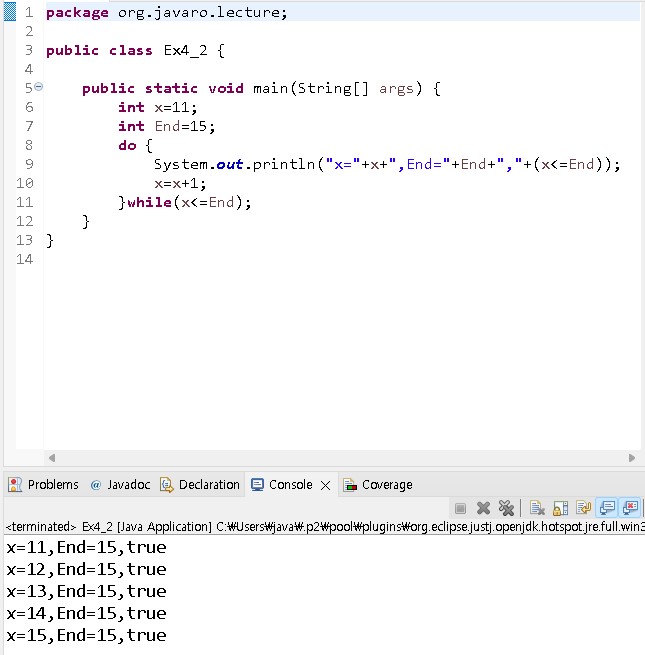 1 package org.javaro.lecture;
2
3 public class Ex4_2 {
4
5 public static void main(String[] args) {
6 int x=11;
7 int End=15;
8 do {
9 System.out.println("x="+x+",End="+End+","+(x<=End));
10 x=x+1;
11 }while(x<=End);
12 }
13 }
14
Problems @ Javadoc Declaration Console Coverage
<terminated> Ex4_2 [Java Application] C:₩Users₩java₩.p2₩pool₩plugins₩org.eclipse.justj.openjdk.hotspot.jre.full.win3
x=11,End=15,true
x=12,End=15,true
x=13,End=15,true
x=14,End=15,true
x=15,End=15,true